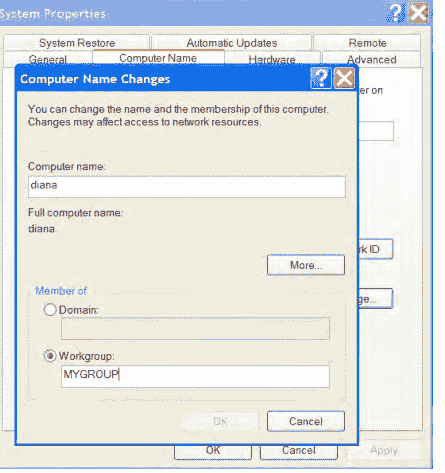 System Properties
System Restore Automatic Updates Remote
General Computer Name Hardware Advanced
Computer Name Changes
You can change the name and the membership of this computer.
Changes may affect access to network resources.
er on
Computer name:
diana
Full computer name:
diana.
rk ID
More...
Member of
Domain:
ge...
Workgroup:
MYGROUP
OK Cancel
OK Cancel Apply